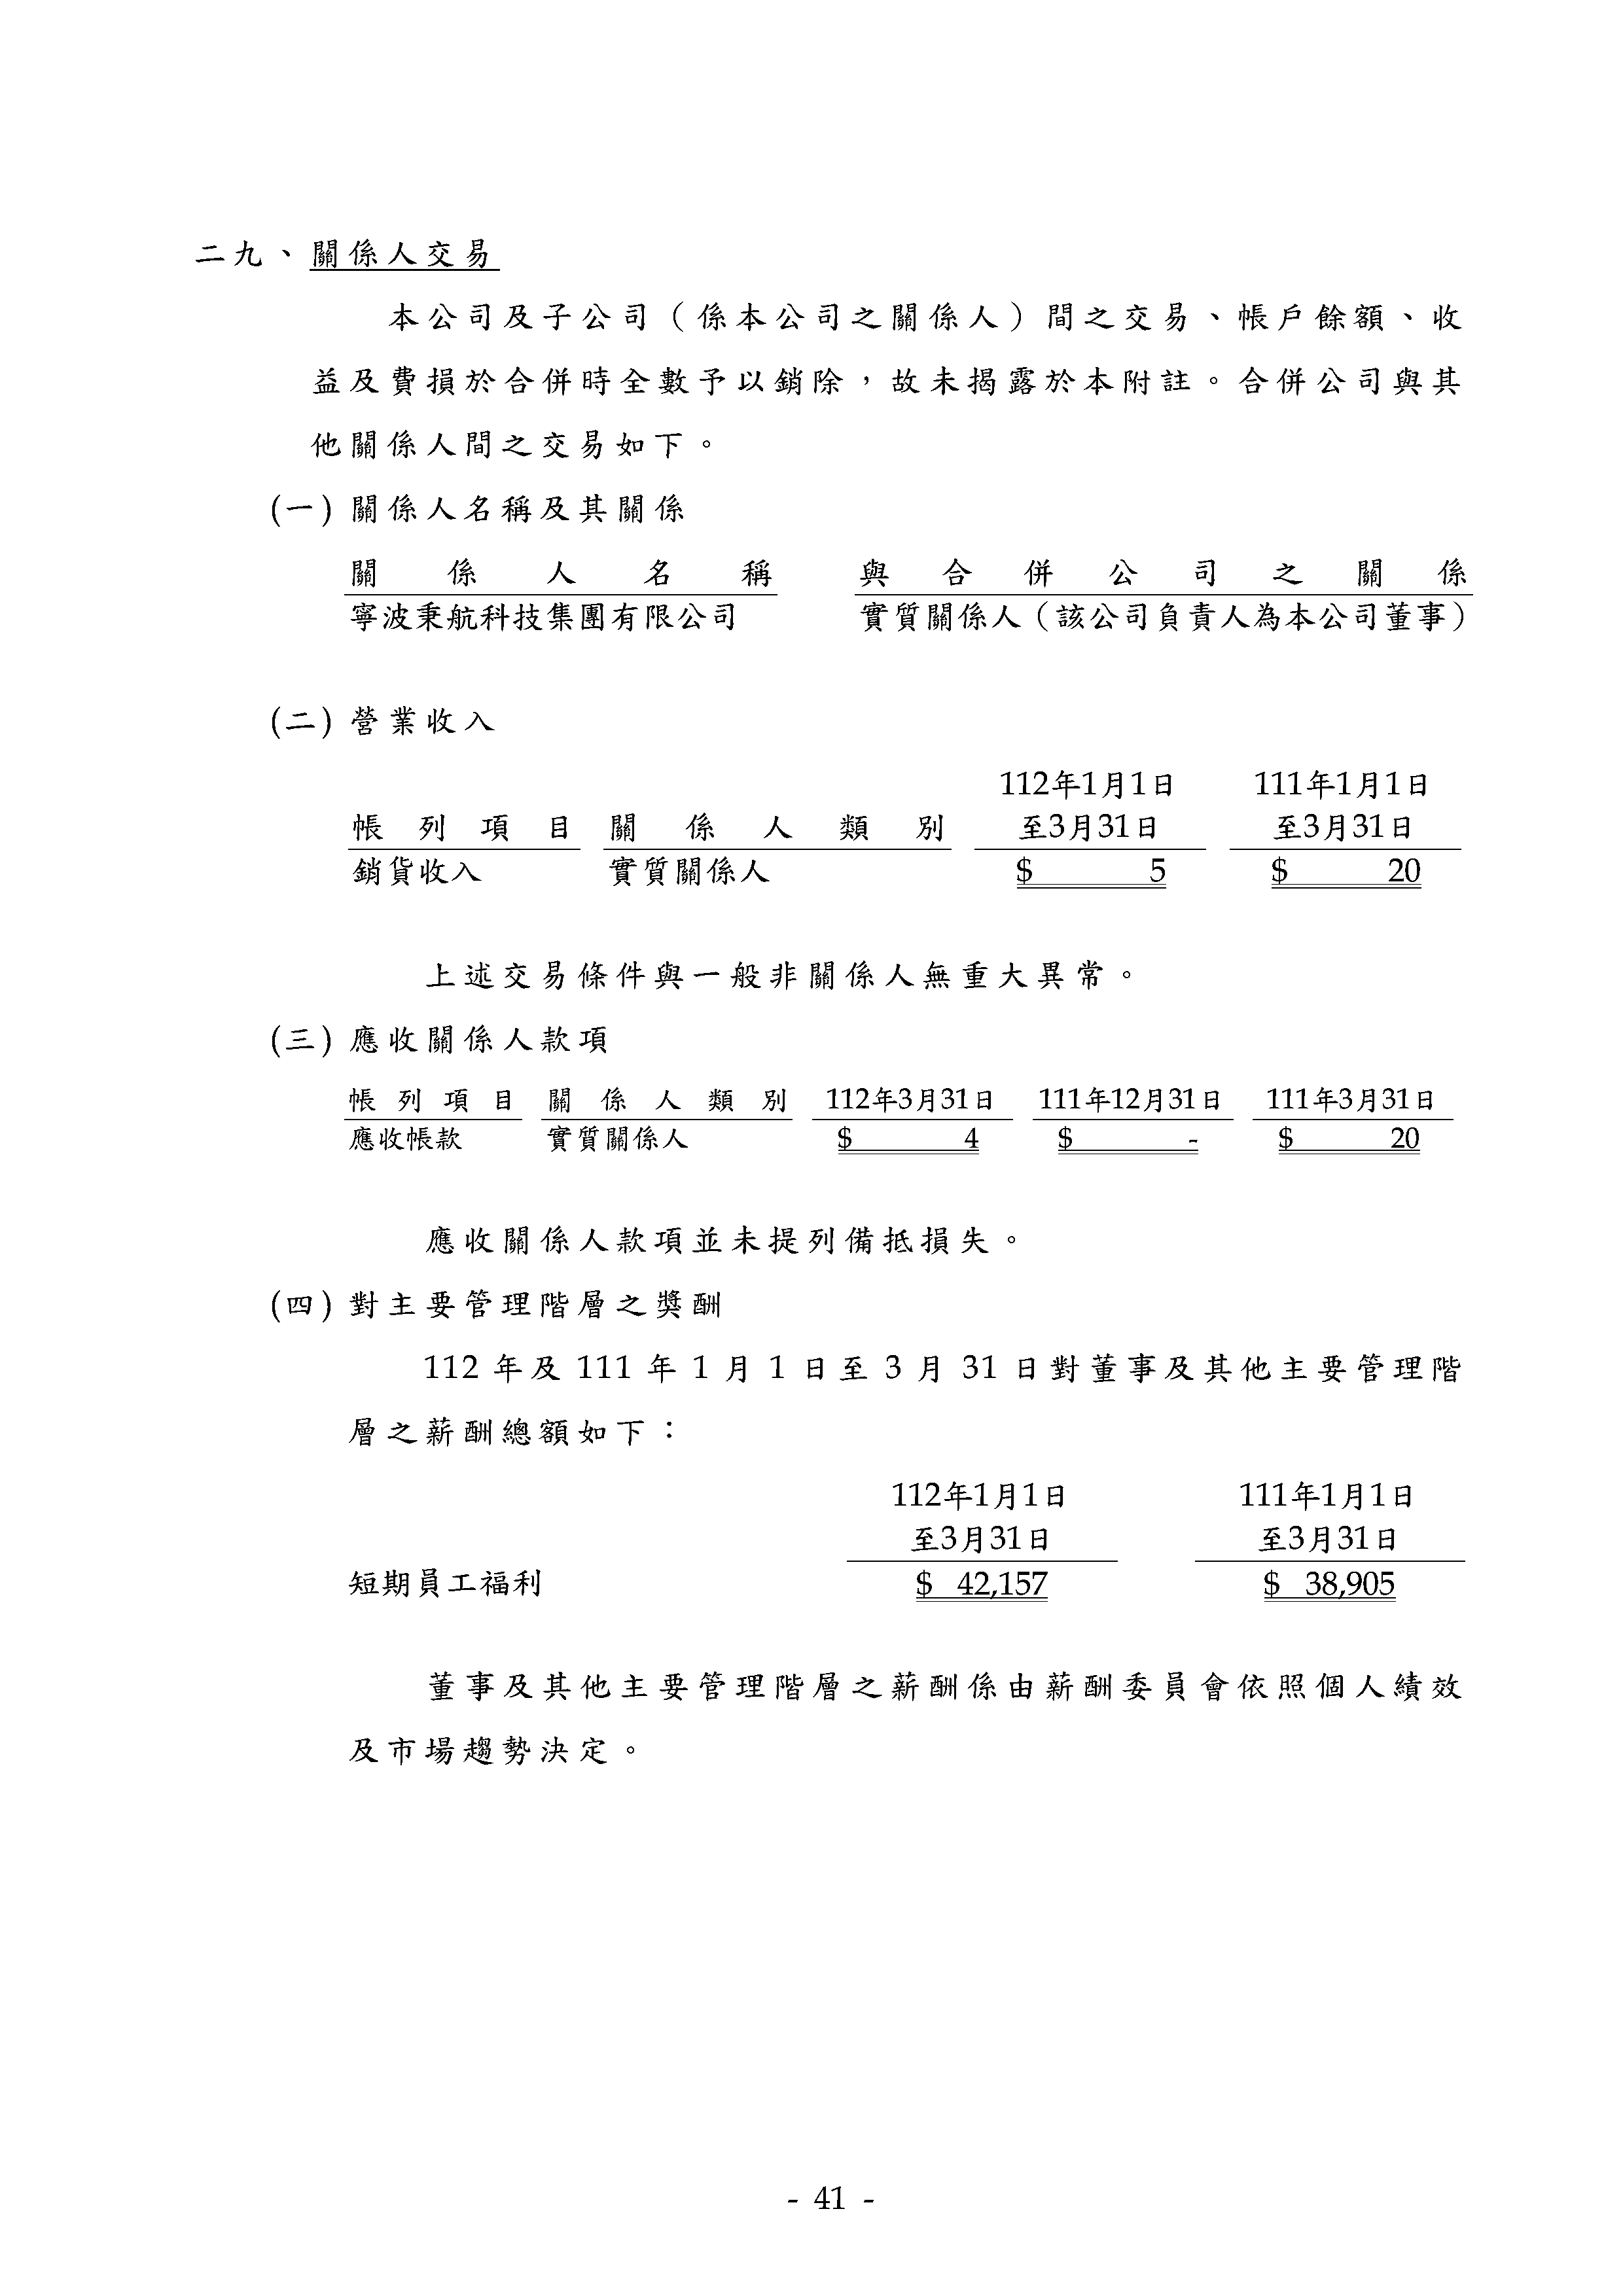 二九、關係人交易
本公司及子公司（係本公司之關係人）間之交易、帳戶餘額、收
益及費損於合併時全數予以銷除，故未揭露於本附註。合併公司與其
他關係人間之交易如下。
(一) 關係人名稱及其關係
關係人名稱 與合併公司之關係
寧波秉航科技集團有限公司 實質關係人（該公司負責人為本公司董事）
(二) 營業收入
112年1月1日 111年1月1日
帳列項目 關係人類別 至3月31日 至3月31日
銷貨收入 實質關係人 $ 5 $ 20
上述交易條件與一般非關係人無重大異常。
(三) 應收關係人款項
帳列項目 關係人類別 112年3月31日 111年12月31日 111年3月31日
應收帳款 實質關係人 $ 4 $ - $ 20
應收關係人款項並未提列備抵損失。
(四) 對主要管理階層之獎酬
112 年及 111 年 1 月 1 日至 3 月 31 日對董事及其他主要管理階
層之薪酬總額如下：
112年1月1日 111年1月1日
至3月31日 至3月31日
短期員工福利 $ 42,157 $ 38,905
董事及其他主要管理階層之薪酬係由薪酬委員會依照個人績效
及市場趨勢決定。
- 41 -